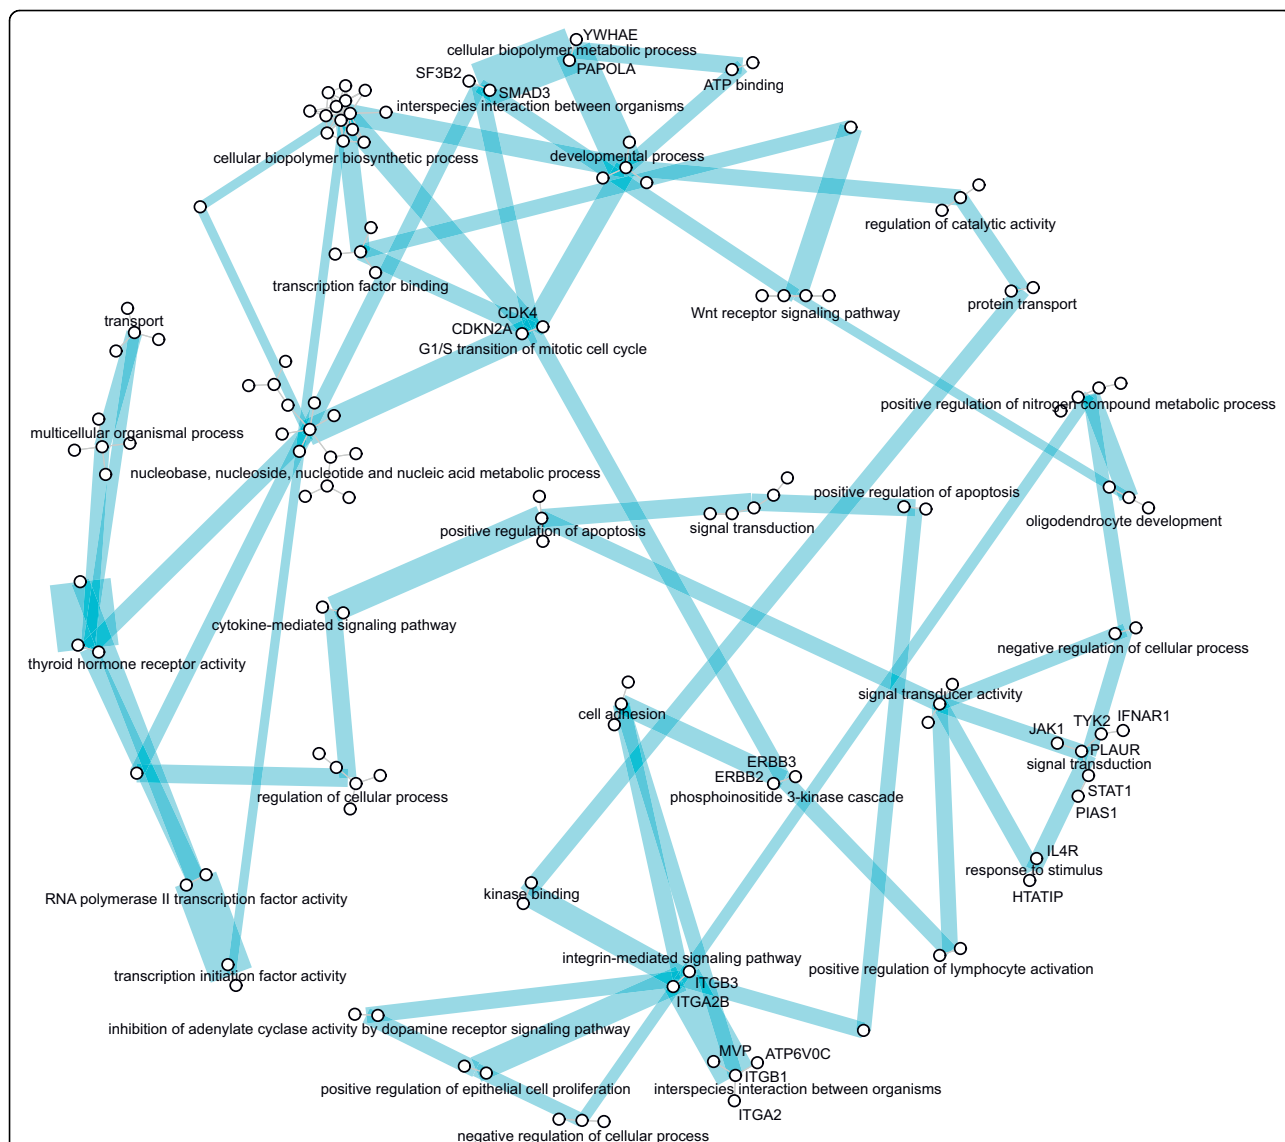 YWHAE
cellular biopolymer metabolic process
SF3B2
PAPOLA
SMAD3
ATP binding
interspecies interaction between organisms
cellular biopolymer biosynthetic process
developmental process
regulation of catalytic activity
transcription factor binding
protein transport
CDK4
Wnt receptor signaling pathway
transport
CDKN2A
G1/S transition of mitotic cell cycle
positive regulation of nitrogen compound metabolic process
multicellular organismal process
nucleobase, nucleoside, nucleotide and nucleic acid metabolic process
positive regulation of apoptosis
oligodendrocyte development
signal transduction
positive regulation of apoptosis
cytokine-mediated signaling pathway
negative regulation of cellular process
thyroid hormone receptor activity
signal transducer activity
cell adhesion
IFNAR1
TYK2
JAK1
PLAUR
signal transduction
ERBB3
ERBB2
phosphoinositide 3-kinase cascade
STAT1
regulation of cellular process
PIAS1
IL4R
response to stimulus
HTATIP
kinase binding
RNA polymerase II transcription factor activity
integrin-mediated signaling pathway
positive regulation of lymphocyte activation
transcription initiation factor activity
ITGB3
ITGA2B
inhibition of adenylate cyclase activity by dopamine receptor signaling pathway
MVP
ATP6V0C
ITGB1
positive regulation of epithelial cell proliferation
interspecies interaction between organisms
ITGA2
negative regulation of cellular process